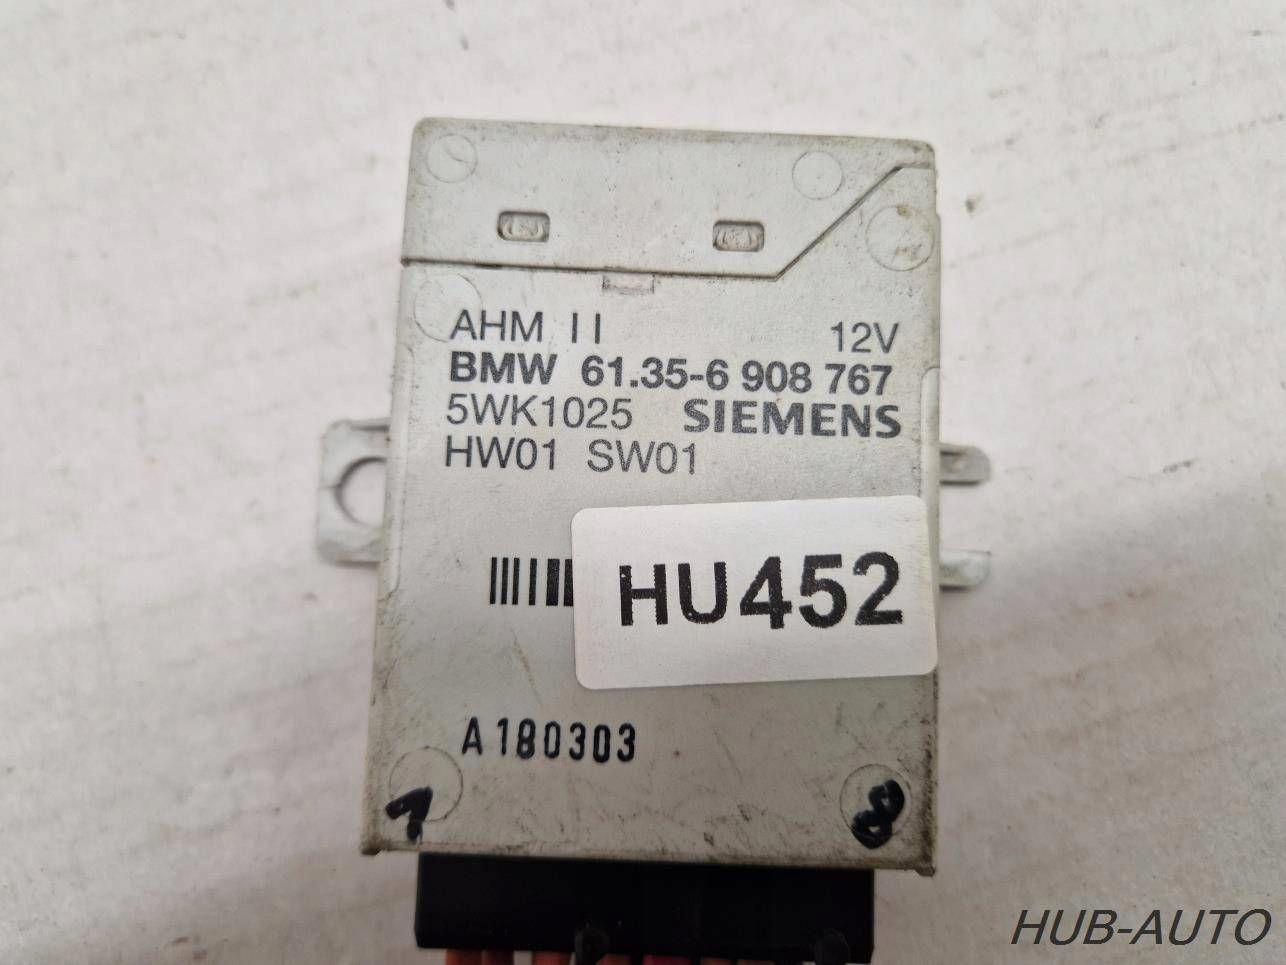 AHM II 12V
BMW 61.35-6 908 767
5WK1025 SIEMENS
HW01 SW01
HU452
A180303
1 8
HUB-AUTO